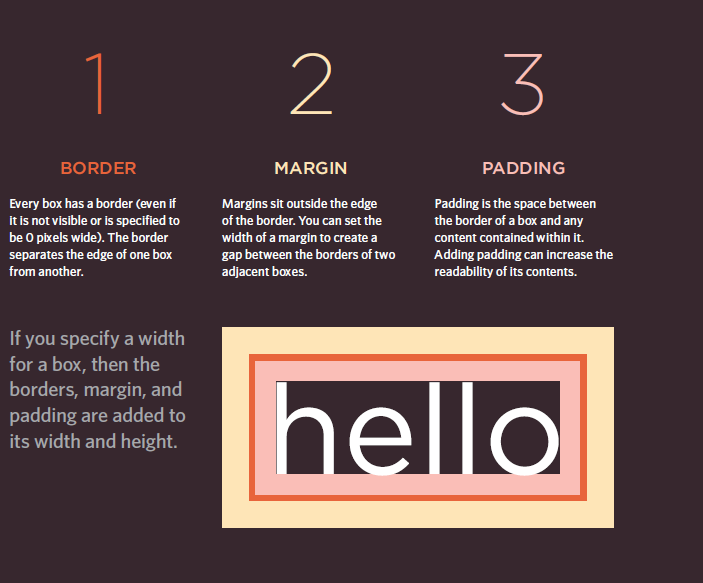 1
BORDER
Every box has a border (even if
it is not visible or is specified to
be 0 pixels wide). The border
separates the edge of one box
from another.
2
MARGIN
Margins sit outside the edge
of the border. You can set the
width of a margin to create a
gap between the borders of two
adjacent boxes.
3
PADDING
Padding is the space between
the border of a box and any
content contained within it.
Adding padding can increase the
readability of its contents.
If you specify a width
for a box, then the
borders, margin, and
padding are added to
its width and height.
hello